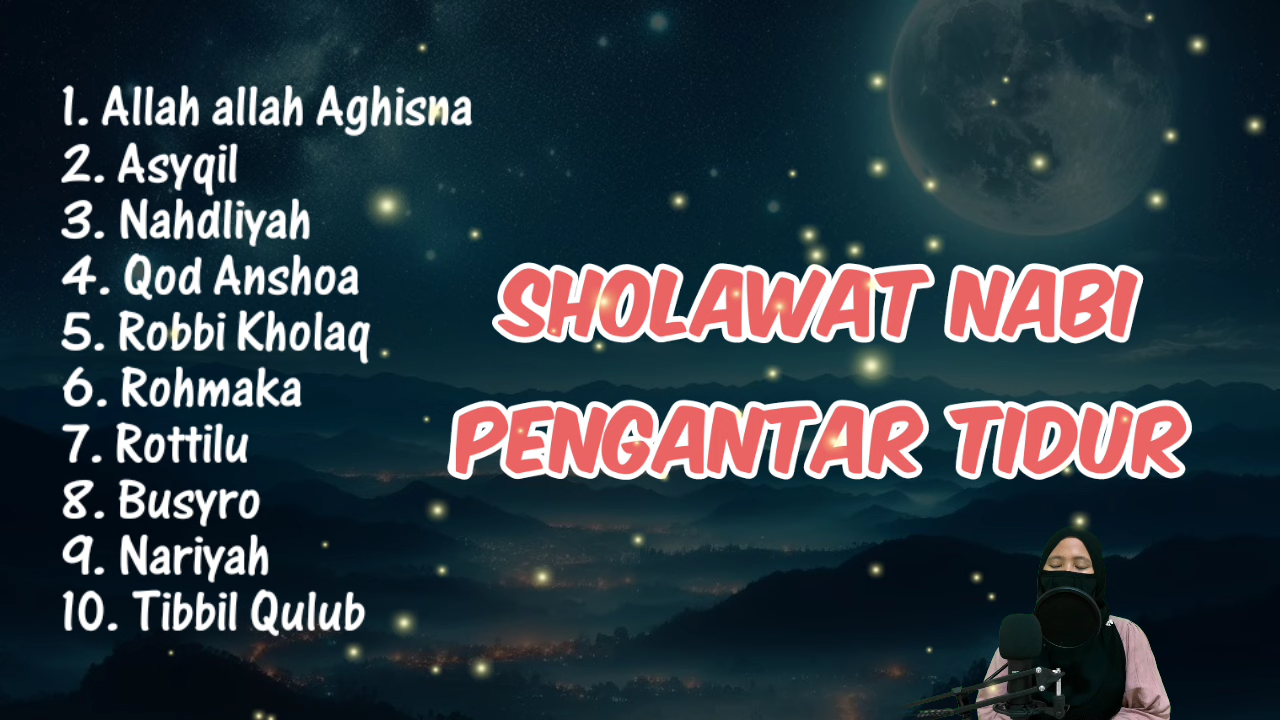 1. Allah allah Aghisna
2. Asyqil
3. Nahdliyah
4. Qod Anshoa
5. Robbi Kholaq
6. Rohmaka
7. Rottilu
8. Busyro
9. Nariyah
10. Tibbil Qulub
SHOLAWAT NABI
PENGANTAR TIDUR